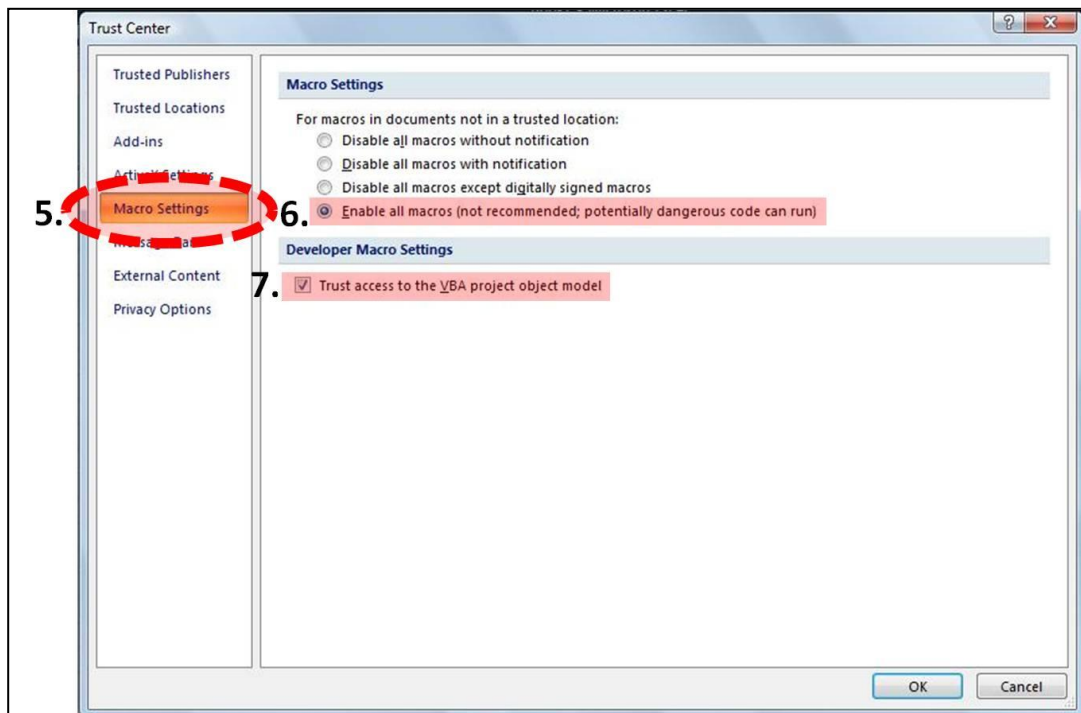 Trust Center
Trusted Publishers
Trusted Locations
Add-ins
ActiveX Settings
5.
Macro Settings
External Content
Privacy Options
Macro Settings
For macros in documents not in a trusted location:
Disable all macros without notification
Disable all macros with notification
Disable all macros except digitally signed macros
6.
Enable all macros (not recommended; potentially dangerous code can run)
Developer Macro Settings
7.
Trust access to the VBA project object model
OK
Cancel